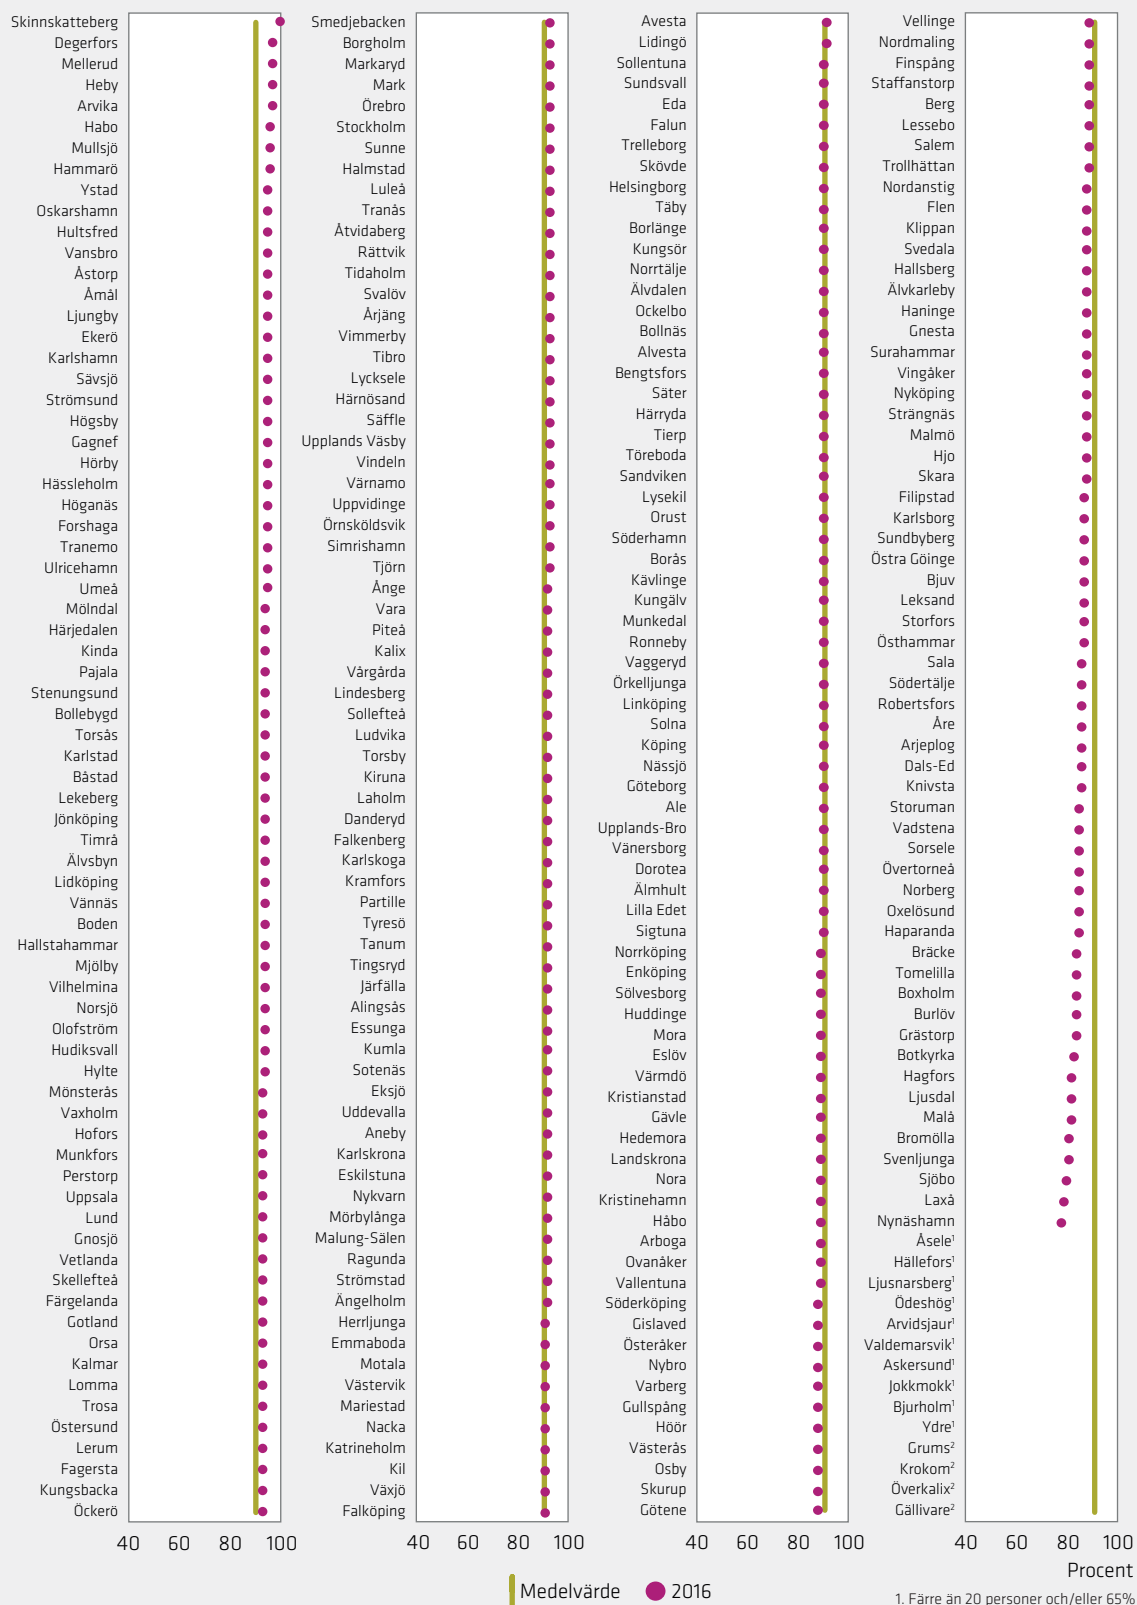 Skinnskatteberg
Degerfors
Mellerud
Heby
Arvika
Habo
Mullsjö
Hammarö
Ystad
Oskarshamn
Hultsfred
Vansbro
Åstorp
Åmål
Ljungby
Ekerö
Karlshamn
Sävsjö
Strömsund
Högsby
Gagnef
Hörby
Hässleholm
Höganäs
Forshaga
Tranemo
Ulricehamn
Umeå
Mölndal
Härjedalen
Kinda
Pajala
Stenungsund
Bollebygd
Torsås
Karlstad
Båstad
Lekeberg
Jönköping
Timrå
Älvsbyn
Lidköping
Vännäs
Boden
Hallstahammar
Mjölby
Vilhelmina
Norsjö
Olofström
Hudiksvall
Hylte
Mönsterås
Vaxholm
Hofors
Munkfors
Perstorp
Uppsala
Lund
Gnosjö
Vetlanda
Skellefteå
Färgelanda
Gotland
Orsa
Kalmar
Lomma
Trosa
Östersund
Lerum
Fagersta
Kungsbacka
Öckerö
40 60 80 100
Smedjebacken
Borgholm
Markaryd
Mark
Örebro
Stockholm
Sunne
Halmstad
Luleå
Tranås
Åtvidaberg
Rättvik
Tidaholm
Svalöv
Årjäng
Vimmerby
Tibro
Lycksele
Härnösand
Säffle
Upplands Väsby
Vindeln
Värnamo
Uppvidinge
Örnsköldsvik
Simrishamn
Tjörn
Ånge
Vara
Piteå
Kalix
Vårgårda
Lindesberg
Sollefteå
Ludvika
Torsby
Kiruna
Laholm
Danderyd
Falkenberg
Karlskoga
Kramfors
Partille
Tyresö
Tanum
Tingsryd
Järfälla
Alingsås
Essunga
Kumla
Sotenäs
Eksjö
Uddevalla
Aneby
Karlskrona
Eskilstuna
Nykvarn
Mörbylånga
Malung-Sälen
Ragunda
Strömstad
Ängelholm
Herrljunga
Emmaboda
Motala
Västervik
Mariestad
Nacka
Katrineholm
Kil
Växjö
Falköping
40 60 80 100
Avesta
Lidingö
Sollentuna
Sundsvall
Eda
Falun
Trelleborg
Skövde
Helsingborg
Täby
Borlänge
Kungsör
Norrtälje
Älvdalen
Ockelbo
Bollnäs
Alvesta
Bengtsfors
Säter
Härryda
Tierp
Töreboda
Sandviken
Lysekil
Orust
Söderhamn
Borås
Kävlinge
Kungälv
Munkedal
Ronneby
Vaggeryd
Örkelljunga
Linköping
Solna
Köping
Nässjö
Göteborg
Ale
Upplands-Bro
Vänersborg
Dorotea
Älmhult
Lilla Edet
Sigtuna
Norrköping
Enköping
Sölvesborg
Huddinge
Mora
Eslöv
Värmdö
Kristianstad
Gävle
Hedemora
Landskrona
Nora
Kristinehamn
Håbo
Arboga
Ovanåker
Vallentuna
Söderköping
Gislaved
Österåker
Nybro
Varberg
Gullspång
Höör
Västerås
Osby
Skurup
Götene
40 60 80 100
Vellinge
Nordmaling
Finspång
Staffanstorp
Berg
Lessebo
Salem
Trollhättan
Nordanstig
Flen
Klippan
Svedala
Hallsberg
Älvkarleby
Haninge
Gnesta
Surahammar
Vingåker
Nyköping
Strängnäs
Malmö
Hjo
Skara
Filipstad
Karlsborg
Sundbyberg
Östra Göinge
Bjuv
Leksand
Storfors
Östhammar
Sala
Södertälje
Robertsfors
Åre
Arjeplog
Dals-Ed
Knivsta
Storuman
Vadstena
Sorsele
Övertorneå
Norberg
Oxelösund
Haparanda
Bräcke
Tomelilla
Boxholm
Burlöv
Grästorp
Botkyrka
Hagfors
Ljusdal
Malå
Bromölla
Svenljunga
Sjöbo
Laxå
Nynäshamn
Åsele¹
Hällefors¹
Ljusnarsberg¹
Ödeshög¹
Arvidsjaur¹
Valdemarsvik¹
Askersund¹
Jokkmokk¹
Bjurholm¹
Ydre¹
Grums²
Krokom²
Överkalix²
Gällivare²
40 60 80 100
Procent
Medelvärde 2016
1. Färre än 20 personer och/eller 65%